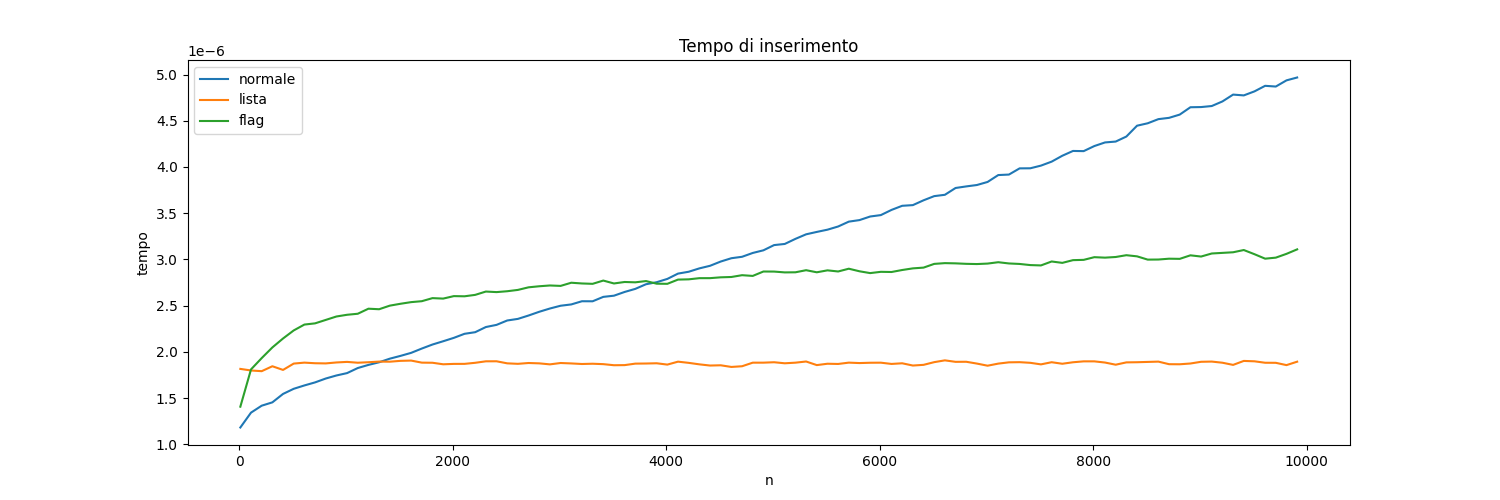 Tempo di inserimento
1e−6
normale
lista
flag
5.0
4.5
4.0
3.5
3.0
2.5
2.0
1.5
1.0
tempo
0 2000 4000 6000 8000 10000
n